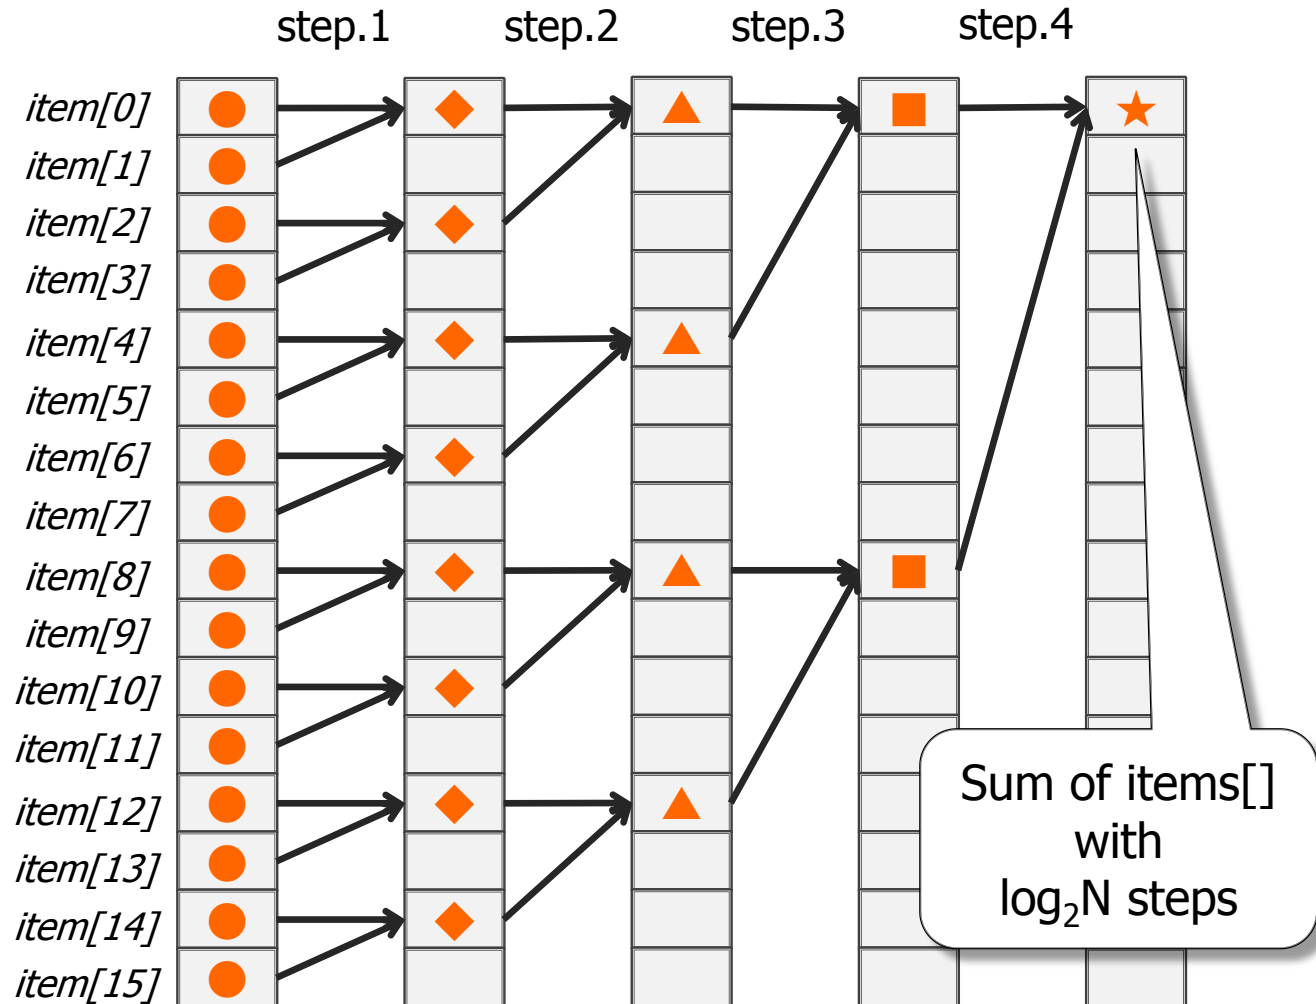 step.1 step.2 step.3 step.4
item[0]
item[1]
item[2]
item[3]
item[4]
item[5]
item[6]
item[7]
item[8]
item[9]
item[10]
item[11]
item[12]
item[13]
item[14]
item[15]
Sum of items[]
with
log₂N steps